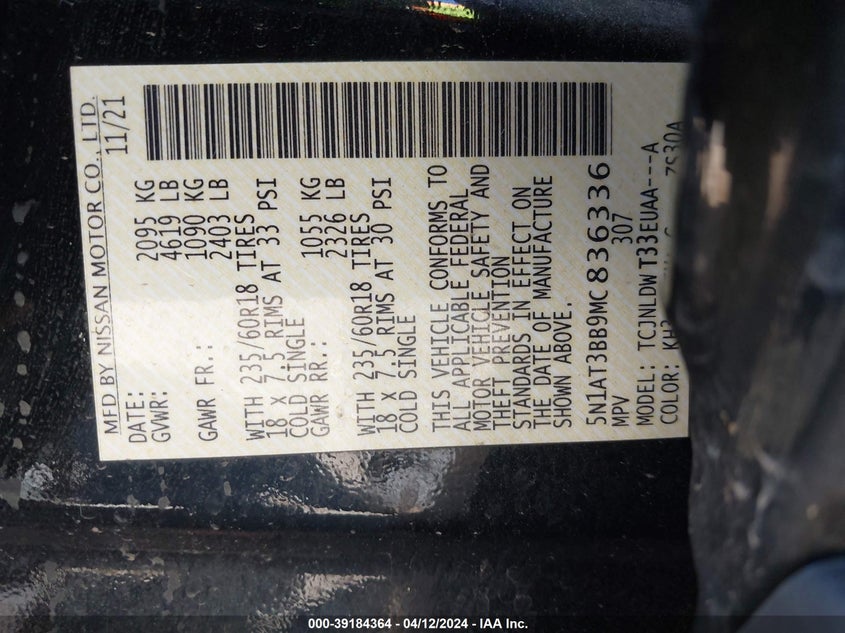 MFD BY NISSAN MOTOR CO., LTD.
DATE: 11/21
GVWR: 2095 KG
4619 LB
GAWR FR.: 1090 KG
2403 LB
WITH 235/60R18 TIRES
18 X 7.5 RIMS AT 33 PSI
COLD SINGLE
GAWR RR.: 1055 KG
2326 LB
WITH 235/60R18 TIRES
18 X 7.5 RIMS AT 30 PSI
COLD SINGLE
THIS VEHICLE CONFORMS TO
ALL APPLICABLE FEDERAL
MOTOR VEHICLE SAFETY AND
THEFT PREVENTION
STANDARDS IN EFFECT ON
THE DATE OF MANUFACTURE
SHOWN ABOVE.
5N1AT3BB9MC836336
MPV 307
MODEL: TCJNLDWT33EUAA---A
COLOR:
000-39184364 - 04/12/2024 - IAA Inc.